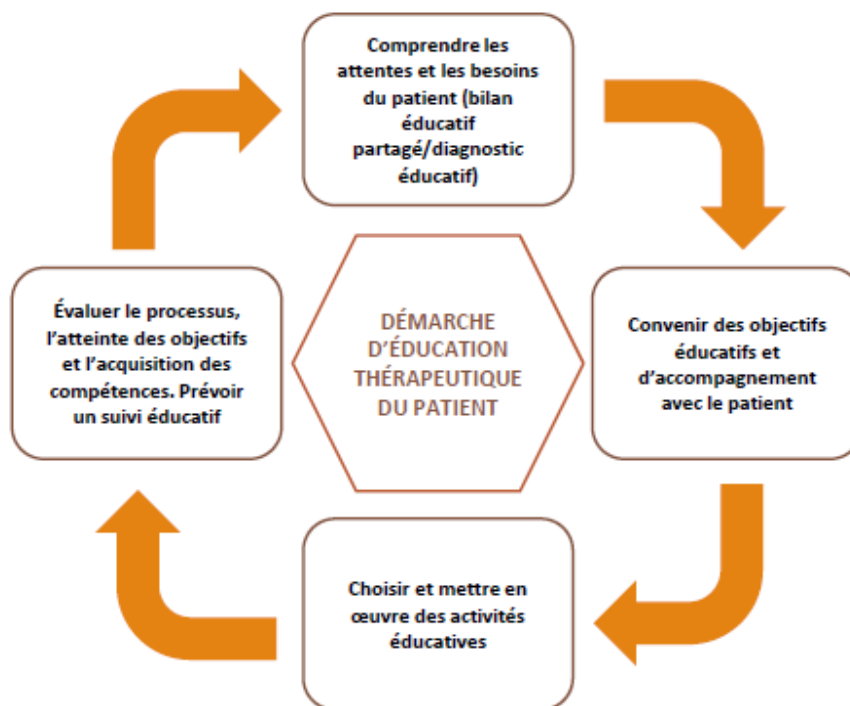 Comprendre les
attentes et les besoins
du patient (bilan
éducatif
partagé/diagnostic
éducatif)
Évaluer le processus,
l'atteinte des objectifs
et l'acquisition des
compétences. Prévoir
un suivi éducatif
DÉMARCHE
D'ÉDUCATION
THÉRAPEUTIQUE
DU PATIENT
Convenir des objectifs
éducatifs et
d'accompagnement
avec le patient
Choisir et mettre en
œuvre des activités
éducatives